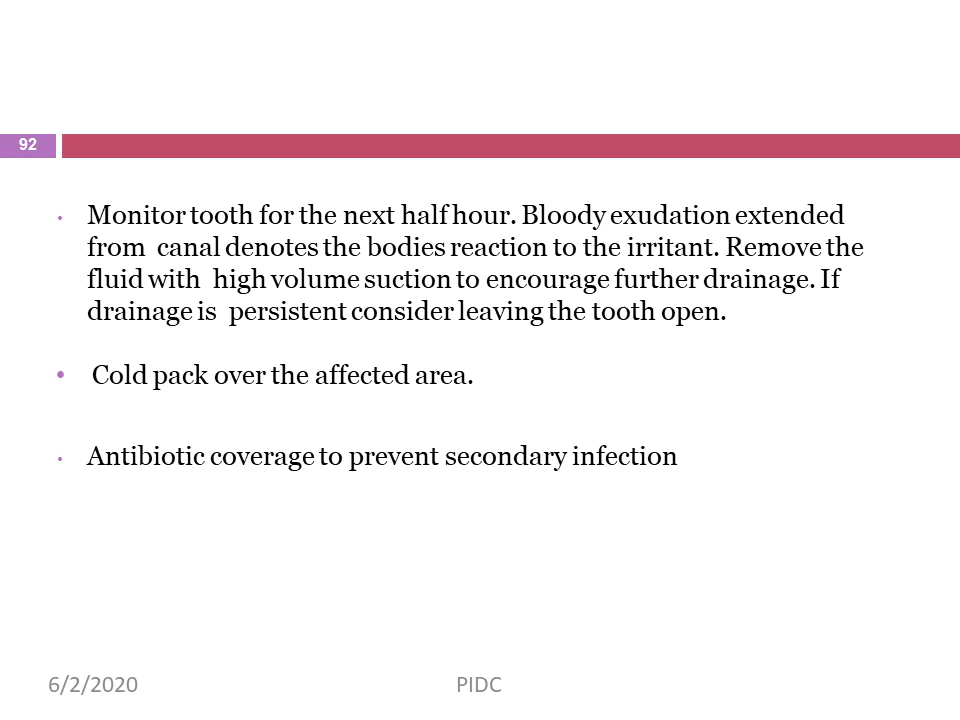 92
• Monitor tooth for the next half hour. Bloody exudation extended
from canal denotes the bodies reaction to the irritant. Remove the
fluid with high volume suction to encourage further drainage. If
drainage is persistent consider leaving the tooth open.
• Cold pack over the affected area.
• Antibiotic coverage to prevent secondary infection
6/2/2020 PIDC